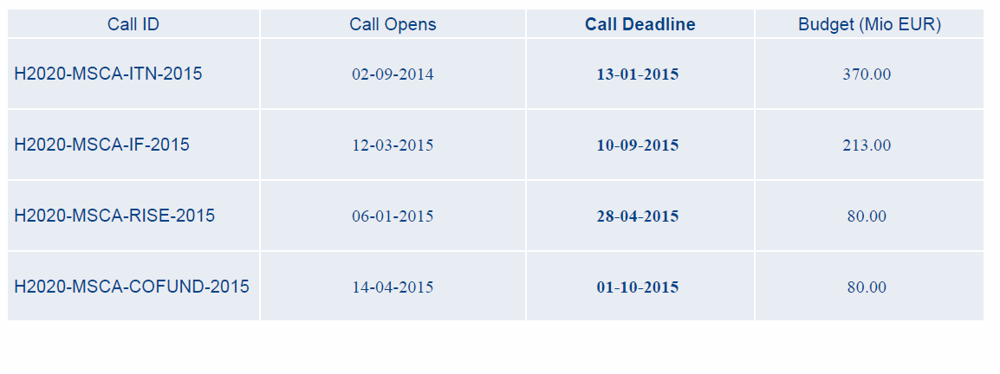 Call ID Call Opens Call Deadline Budget (Mio EUR)
H2020-MSCA-ITN-2015 02-09-2014 13-01-2015 370.00
H2020-MSCA-IF-2015 12-03-2015 10-09-2015 213.00
H2020-MSCA-RISE-2015 06-01-2015 28-04-2015 80.00
H2020-MSCA-COFUND-2015 14-04-2015 01-10-2015 80.00